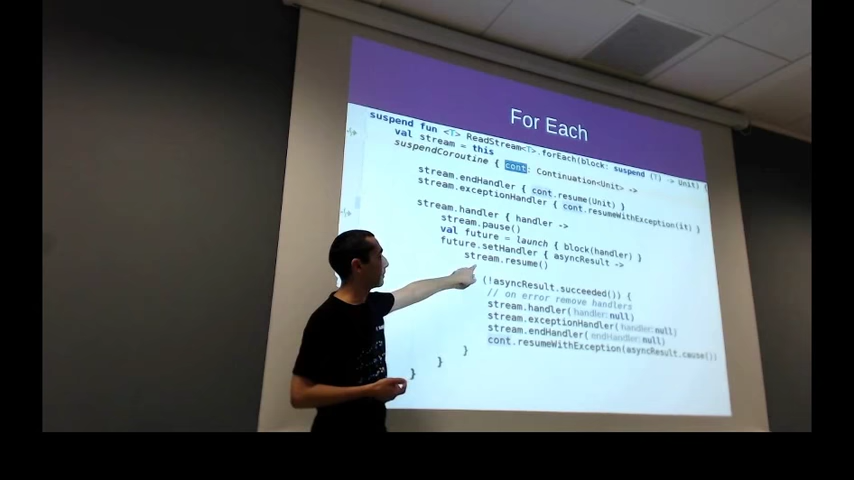 For Each
suspend fun <T> ReadStream<T>.forEach(block: suspend (T) -> Unit) {
val stream = this
suspendCoroutine { cont: Continuation<Unit> ->
stream.endHandler { cont.resume(Unit) }
stream.exceptionHandler { cont.resumeWithException(it) }
stream.handler { handler ->
stream.pause()
val future = launch { block(handler) }
future.setHandler { asyncResult ->
stream.resume()
(!asyncResult.succeeded()) {
// on error remove handlers
stream.handler( handler: null)
stream.exceptionHandler( handler: null)
stream.endHandler( handler: null)
cont.resumeWithException(asyncResult.cause())
}
}
}